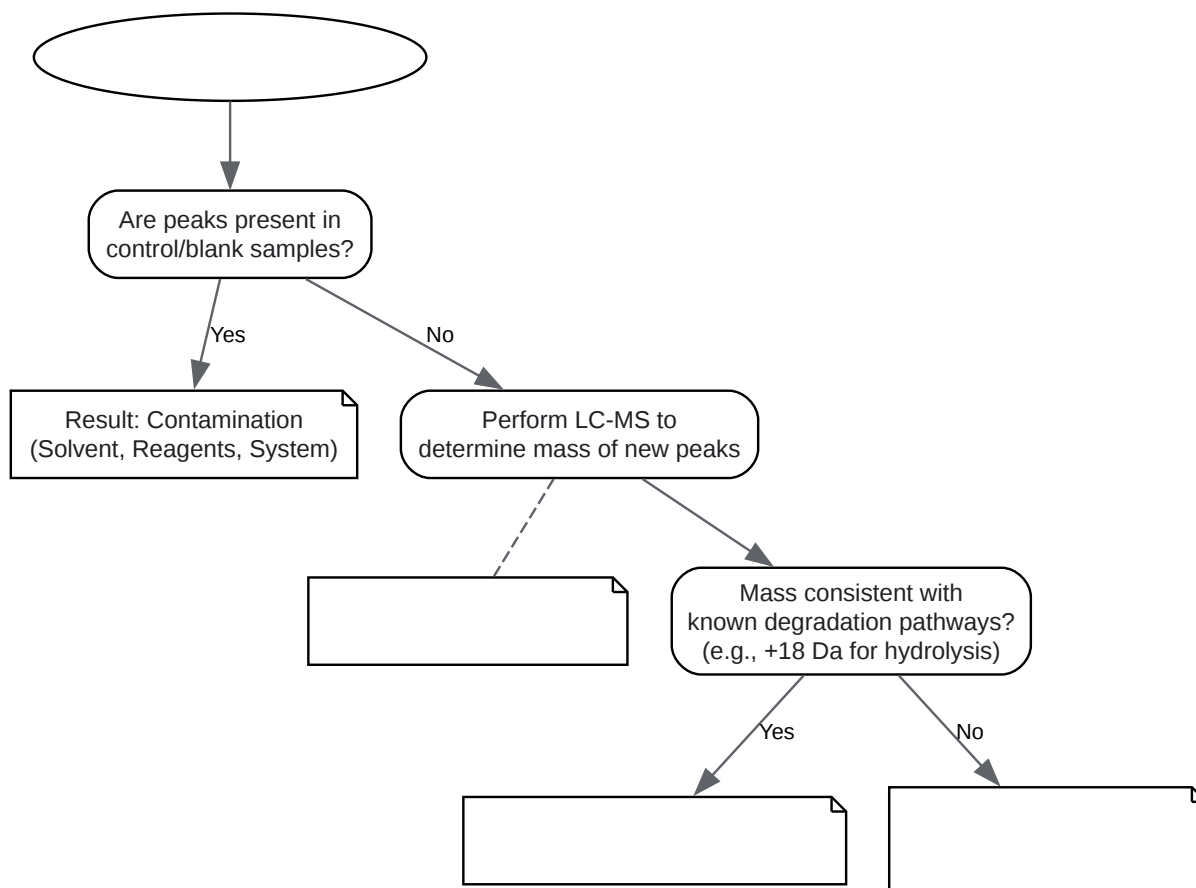 Are peaks present in
control/blank samples?
Yes
No
Result: Contamination
(Solvent, Reagents, System)
Perform LC-MS to
determine mass of new peaks
Mass consistent with
known degradation pathways?
(e.g., +18 Da for hydrolysis)
Yes
No